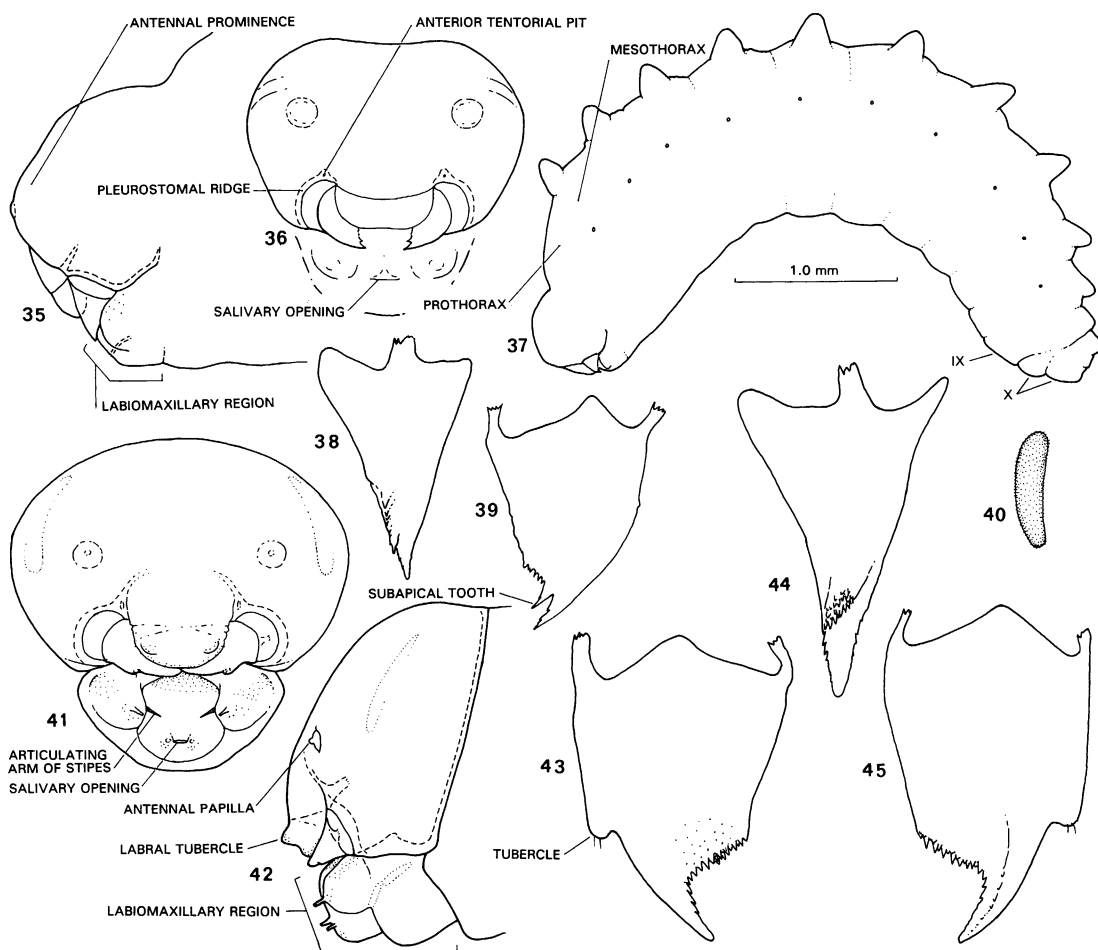 ANTENNAL PROMINENCE
ANTERIOR TENTORIAL PIT
MESOTHORAX
PLEUROSTOMAL RIDGE
36
1.0 mm
SALIVARY OPENING
PROTHORAX
35
37
IX
X
LABIOMAXILLARY REGION
38
39
40
44
SUBAPICAL TOOTH
41
ARTICULATING
ARM OF STIPES
SALIVARY OPENING
43
45
ANTENNAL PAPILLA
LABRAL TUBERCLE
42
TUBERCLE
LABIOMAXILLARY REGION